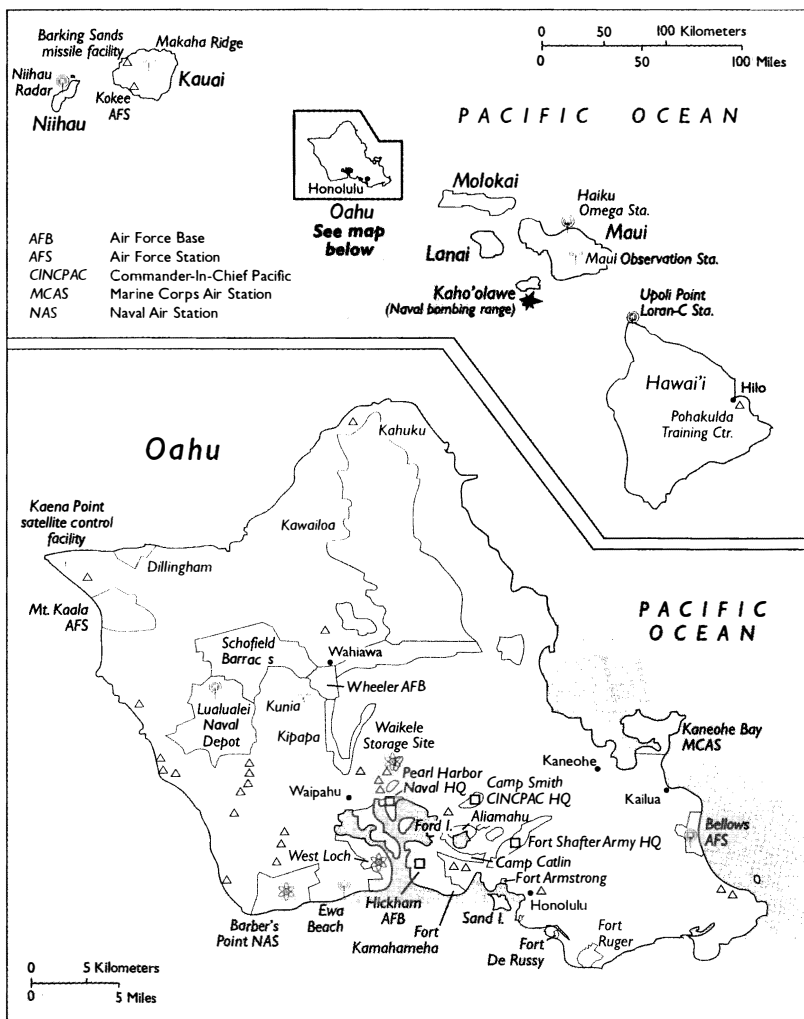 Barking Sands
missile facility
Makaha Ridge
Niihau
Radar
Kauai
Kokee
AFS
Niihau
0 50 100 Kilometers
0 50 100 Miles
PACIFIC OCEAN
Honolulu
Oahu
See map
below
Molokai
Haiku
Omega Sta.
Maui
Lanai
Maui Observation Sta.
Kaho'olawe
(Naval bombing range)
Upoli Point
Loran-C Sta.
Hawai'i
Hilo
Pohakulda
Training Ctr.
AFB Air Force Base
AFS Air Force Station
CINCPAC Commander-In-Chief Pacific
MCAS Marine Corps Air Station
NAS Naval Air Station
Oahu
Kahuku
Kaena Point
satellite control
facility
Kawailoa
Dillingham
Mt. Kaala
AFS
PACIFIC
OCEAN
Schofield
Barrac s
Wahiawa
Wheeler AFB
Lualualei
Naval
Depot
Kunia
Kipapa
Waikele
Storage Site
Kaneohe Bay
MCAS
Kaneohe
Pearl Harbor
Naval HQ
Camp Smith
CINCPAC HQ
Waipahu
Kailua
Aliamahu
Ford I.
Fort Shafter Army HQ
Bellows
AFS
West Loch
Camp Catlin
Fort Armstrong
Honolulu
Hickham
AFB
Sand I.
Barber's
Point NAS
Ewa
Beach
Fort
Kamahameha
Fort
De Russy
Fort
Ruger
0 5 Kilometers
0 5 Miles